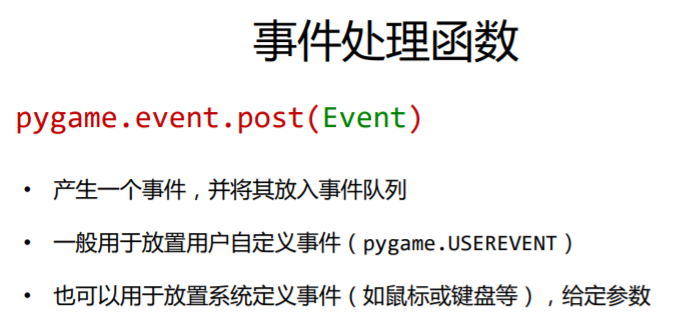 事件处理函数
pygame.event.post(Event)
• 产生一个事件，并将其放入事件队列
• 一般用于放置用户自定义事件（pygame.USEREVENT）
• 也可以用于放置系统定义事件（如鼠标或键盘等），给定参数